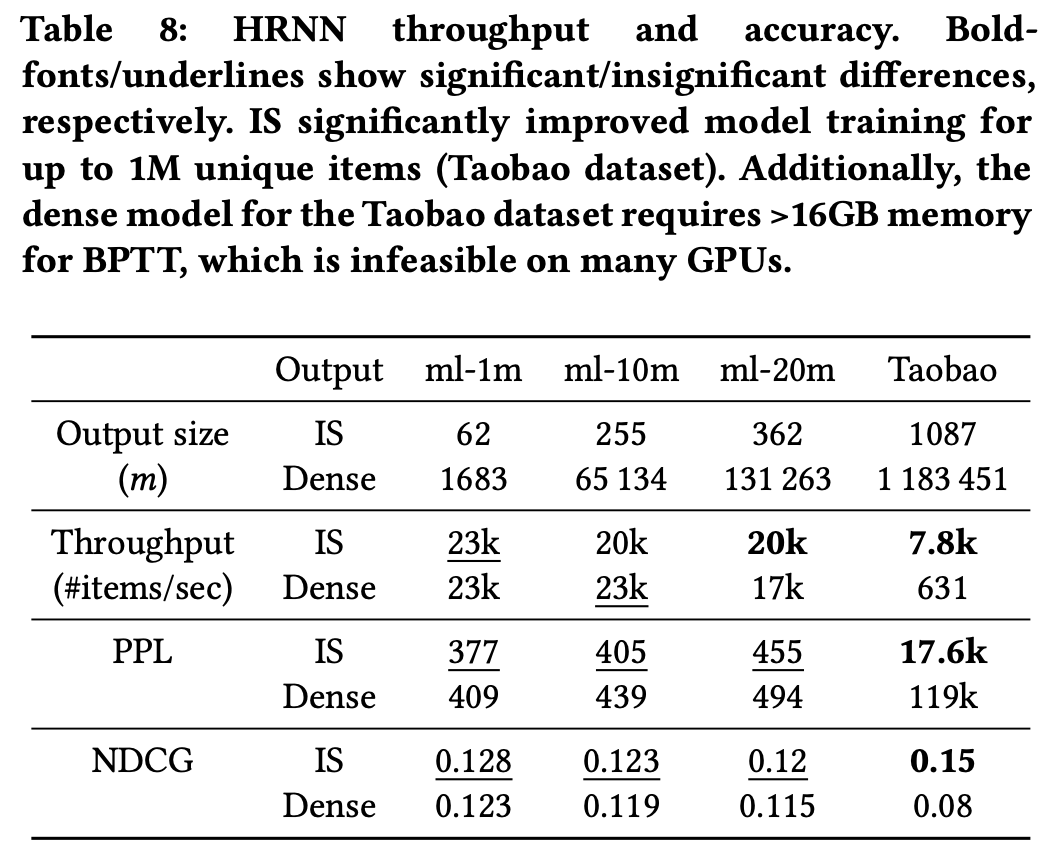 Table 8: HRNN throughput and accuracy. Bold-
fonts/underlines show significant/insignificant differences,
respectively. IS significantly improved model training for
up to 1M unique items (Taobao dataset). Additionally, the
dense model for the Taobao dataset requires >16GB memory
for BPTT, which is infeasible on many GPUs.
Output ml-1m ml-10m ml-20m Taobao
Output size IS 62 255 362 1087
(m) Dense 1683 65 134 131 263 1 183 451
Throughput IS 23k 20k 20k 7.8k
(#items/sec) Dense 23k 23k 17k 631
PPL IS 377 405 455 17.6k
Dense 409 439 494 119k
NDCG IS 0.128 0.123 0.12 0.15
Dense 0.123 0.119 0.115 0.08